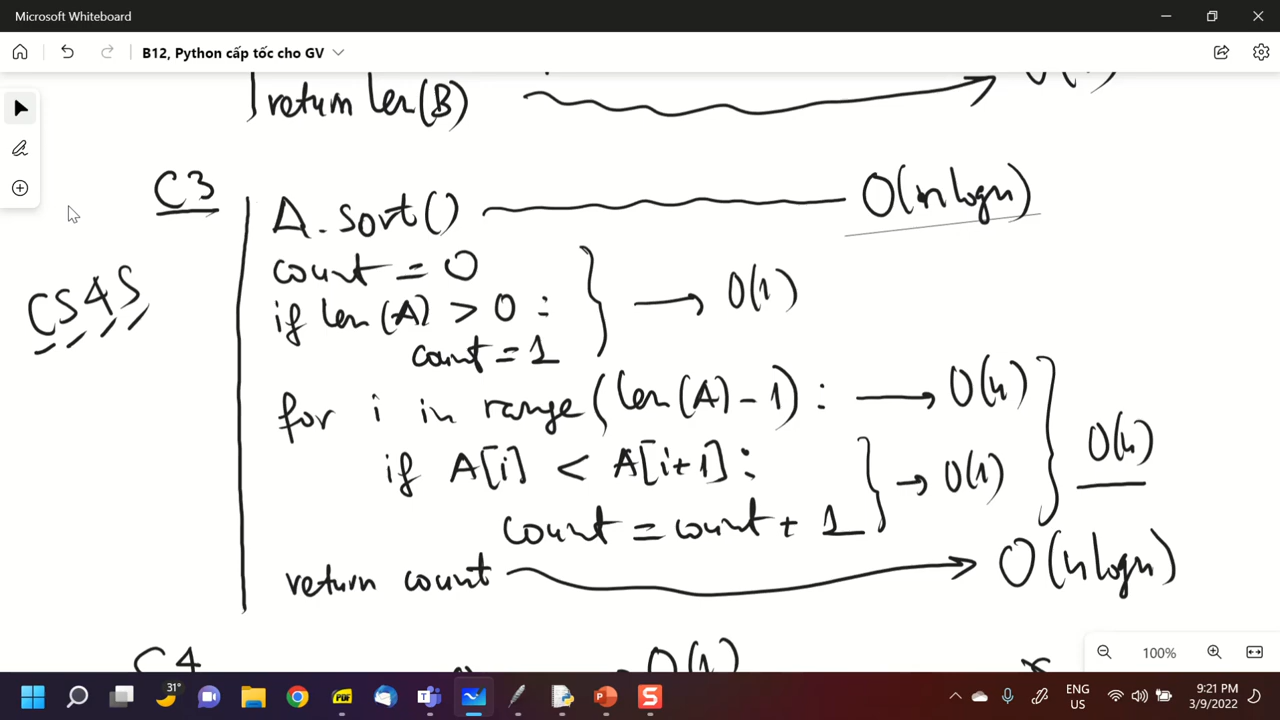 Microsoft Whiteboard
B12, Python cấp tốc cho GV
return len(B)
C3
A.sort() O(nlogn)
CS4S
count = 0
if len(A) > 0 : → O(1)
count = 1
for i in range(len(A)-1) : → O(n)
if A[i] < A[i+1] : → O(1) O(n)
count = count + 1
return count → O(nlogn)
C4 O(1)
100%
31°
ENG
US
9:21 PM
3/9/2022